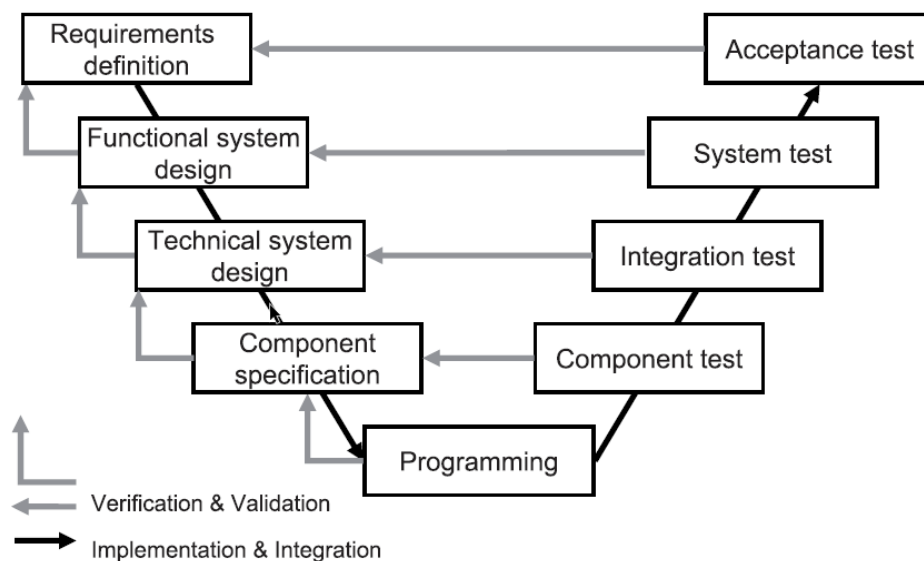 Requirements
definition
Acceptance test
Functional system
design
System test
Technical system
design
Integration test
Component
specification
Component test
Programming
Verification & Validation
Implementation & Integration